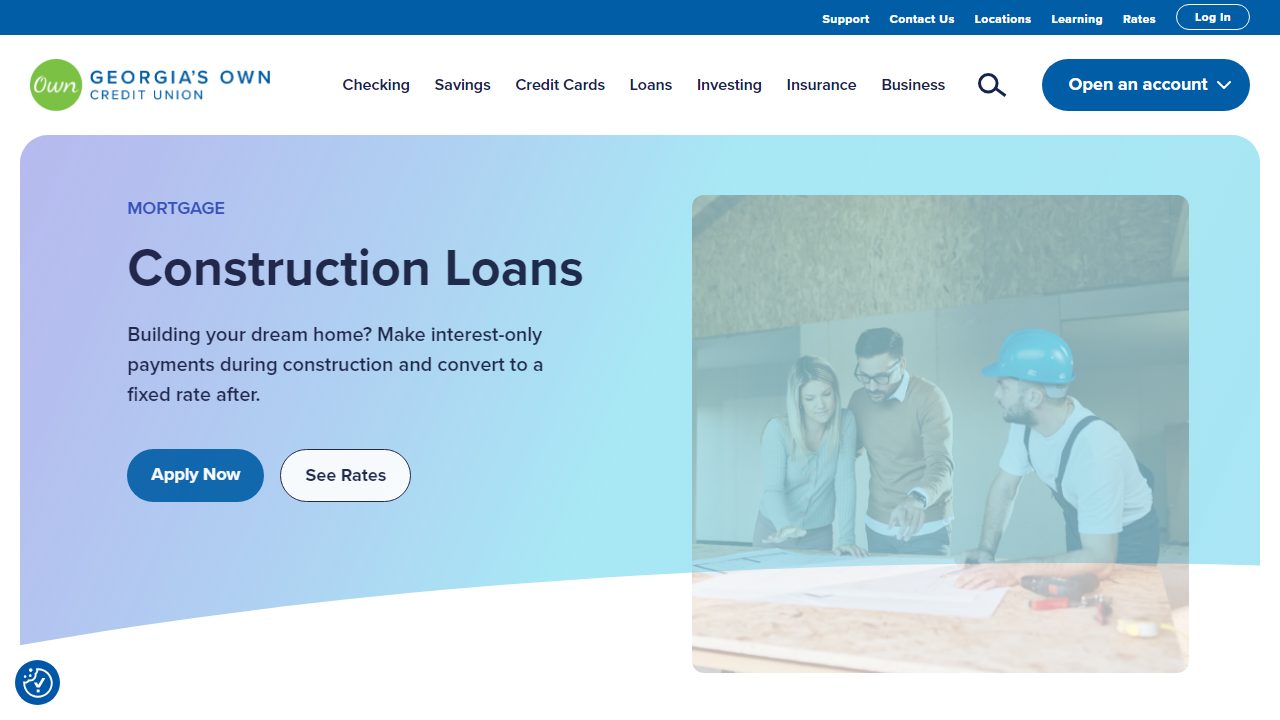 Support Contact Us Locations Learning Rates Log In
Own GEORGIA'S OWN
CREDIT UNION
Checking Savings Credit Cards Loans Investing Insurance Business Open an account
MORTGAGE
Construction Loans
Building your dream home? Make interest-only
payments during construction and convert to a
fixed rate after.
Apply Now See Rates